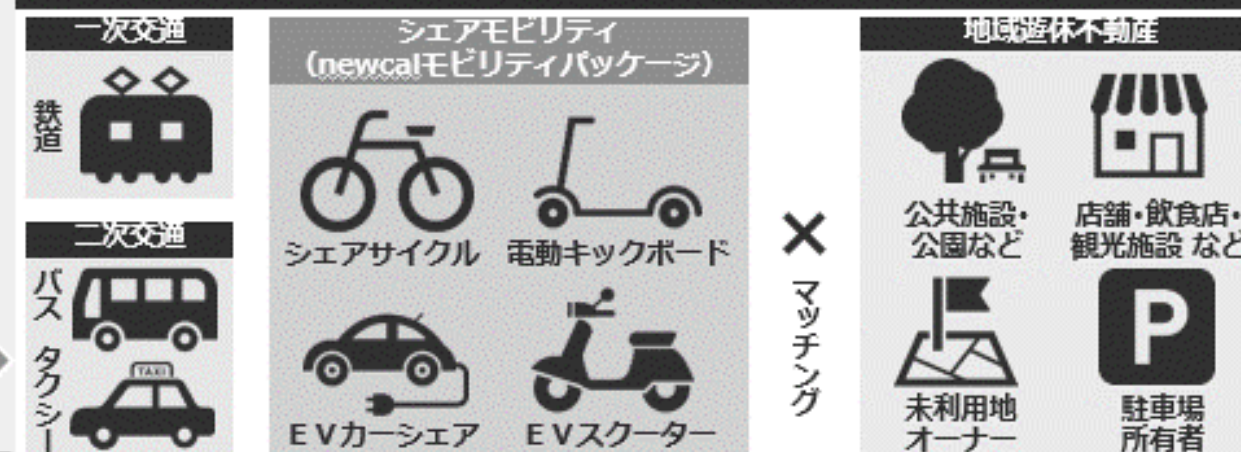 一次交通
鉄道
二次交通
バス
タクシー
TAXI
シェアモビリティ
（newcalモビリティパッケージ）
シェアサイクル
電動キックボード
EVカーシェア
EVスクーター
×
マッチング
地域遊休不動産
公共施設・
公園など
店舗・飲食店・
観光施設 など
未利用地
オーナー
P
駐車場
所有者